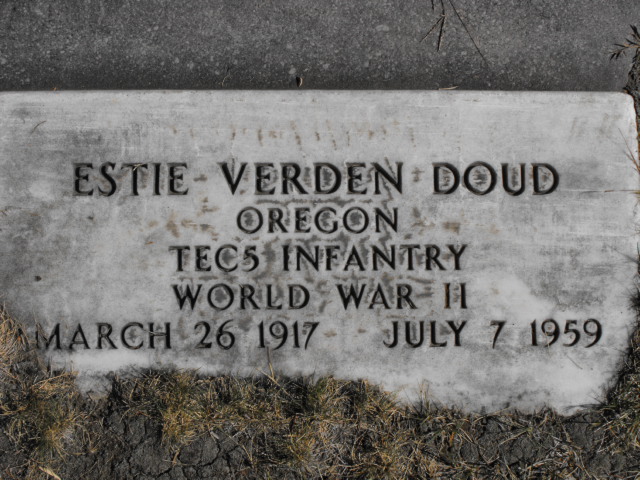 ESTIE VERDEN DOUD
OREGON
TEC5 INFANTRY
WORLD WAR II
MARCH 26 1917 JULY 7 1959